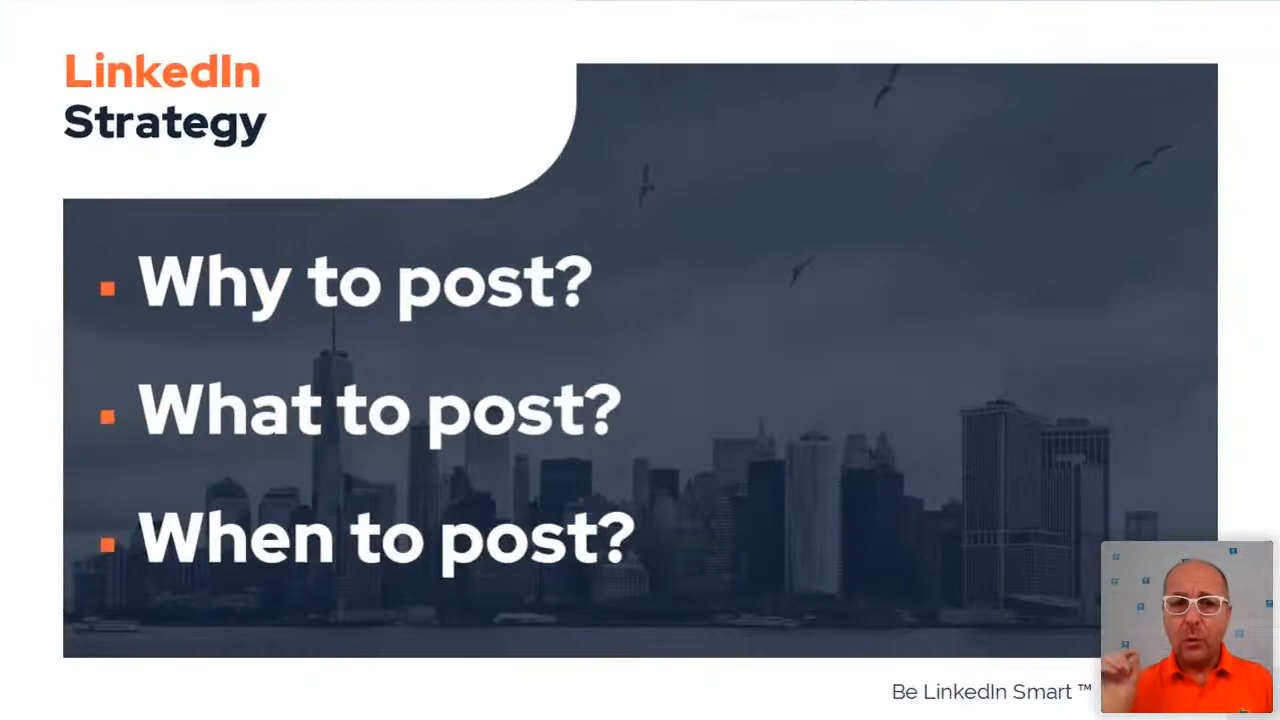 LinkedIn
Strategy
Why to post?
What to post?
When to post?
Be LinkedIn Smart ™